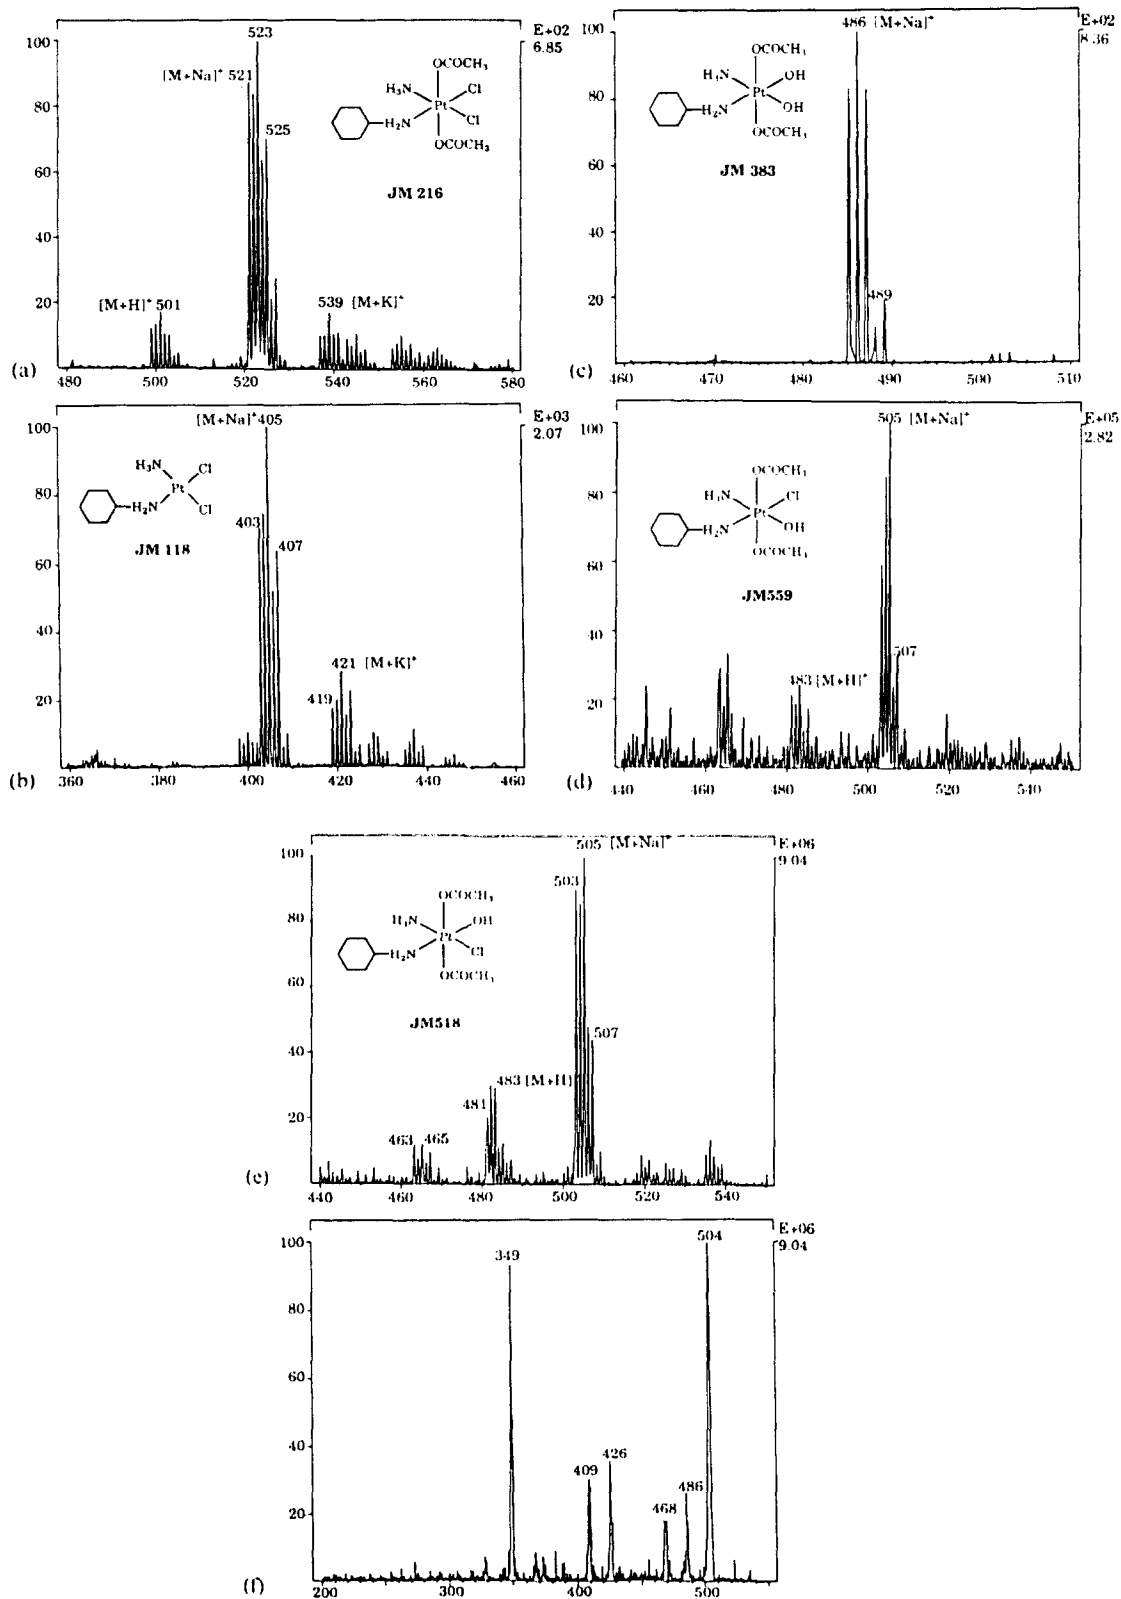 (a)
100
80
60
40
20
E+02
6.85
523
[M+Na]+ 521
525
[M+H]+ 501
539 [M+K]+
OCOCH3
H3N
Cl
Pt
H2N
Cl
OCOCH3
JM 216
480 500 520 540 560 580
(c)
100
80
60
40
20
E+02
8.36
486 [M+Na]+
489
OCOCH3
H3N
OH
Pt
H2N
OH
OCOCH3
JM 383
460 470 480 490 500 510
(b)
100
80
60
40
20
E+03
2.07
[M+Na]+405
403
407
421 [M+K]+
419
H3N
Cl
Pt
H2N
Cl
JM 118
360 380 400 420 440 460
(d)
100
80
60
40
20
E+05
2.82
505 [M+Na]+
507
483 [M+H]+
OCOCH3
H3N
Cl
Pt
H2N
OH
OCOCH3
JM559
440 460 480 500 520 540
(e)
100
80
60
40
20
E+06
9.04
505 [M+Na]+
503
507
483 [M+H]
481
463 465
OCOCH3
H3N
OH
Pt
H2N
Cl
OCOCH3
JM518
440 460 480 500 520 540
(f)
100
80
60
40
20
E+06
9.04
504
349
426
409
486
468
200 300 400 500